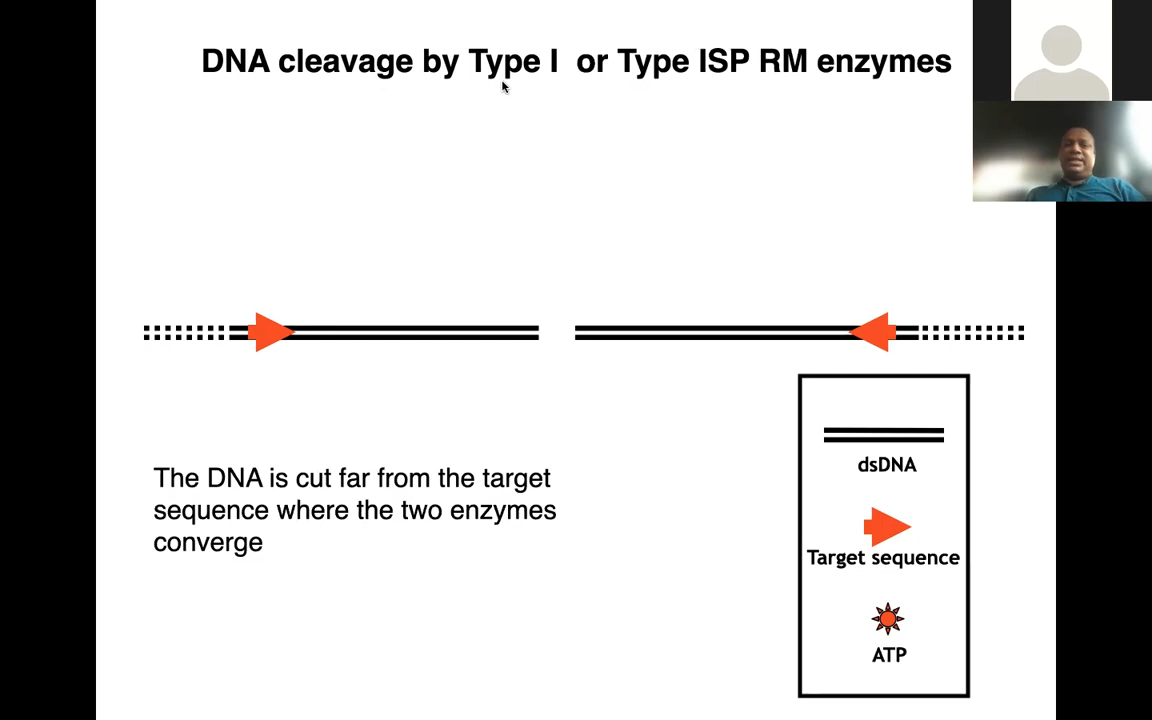 DNA cleavage by Type I or Type ISP RM enzymes
The DNA is cut far from the target
sequence where the two enzymes
converge
dsDNA
Target sequence
ATP